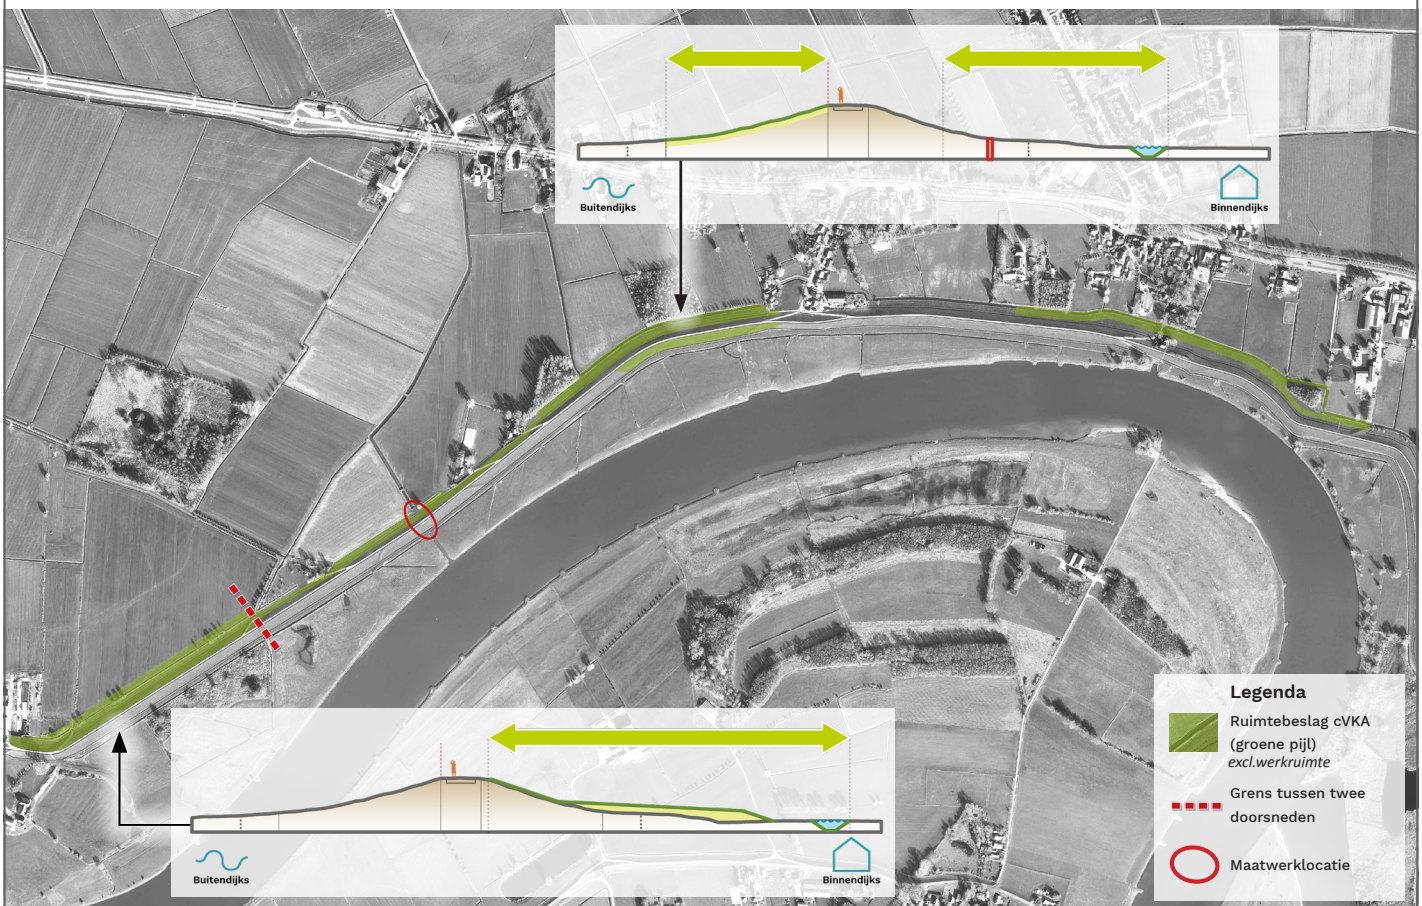 Buitendijks
Binnendijks
Buitendijks
Binnendijks
Legenda
Ruimtebeslag cVKA
(groene pijl)
excl.werkruimte
Grens tussen twee
doorsneden
Maatwerklocatie